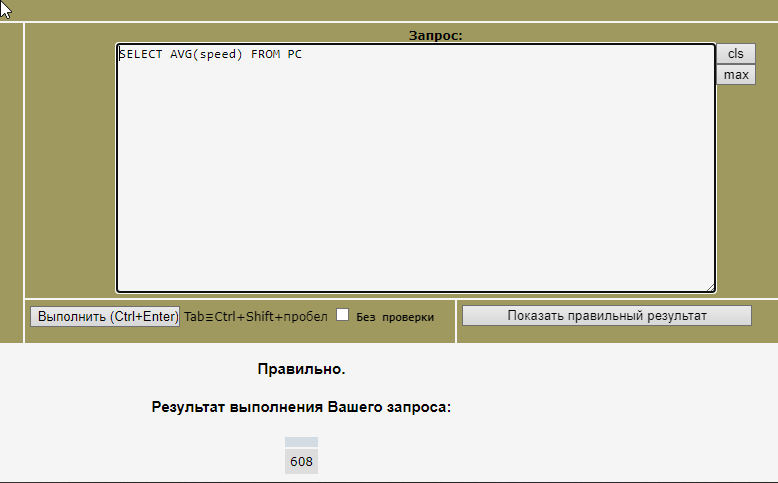 Запрос:
SELECT AVG(speed) FROM PC
cls
max
Выполнить (Ctrl+Enter) Tab≡Ctrl+Shift+пробел Без проверки
Показать правильный результат
Правильно.
Результат выполнения Вашего запроса:
608